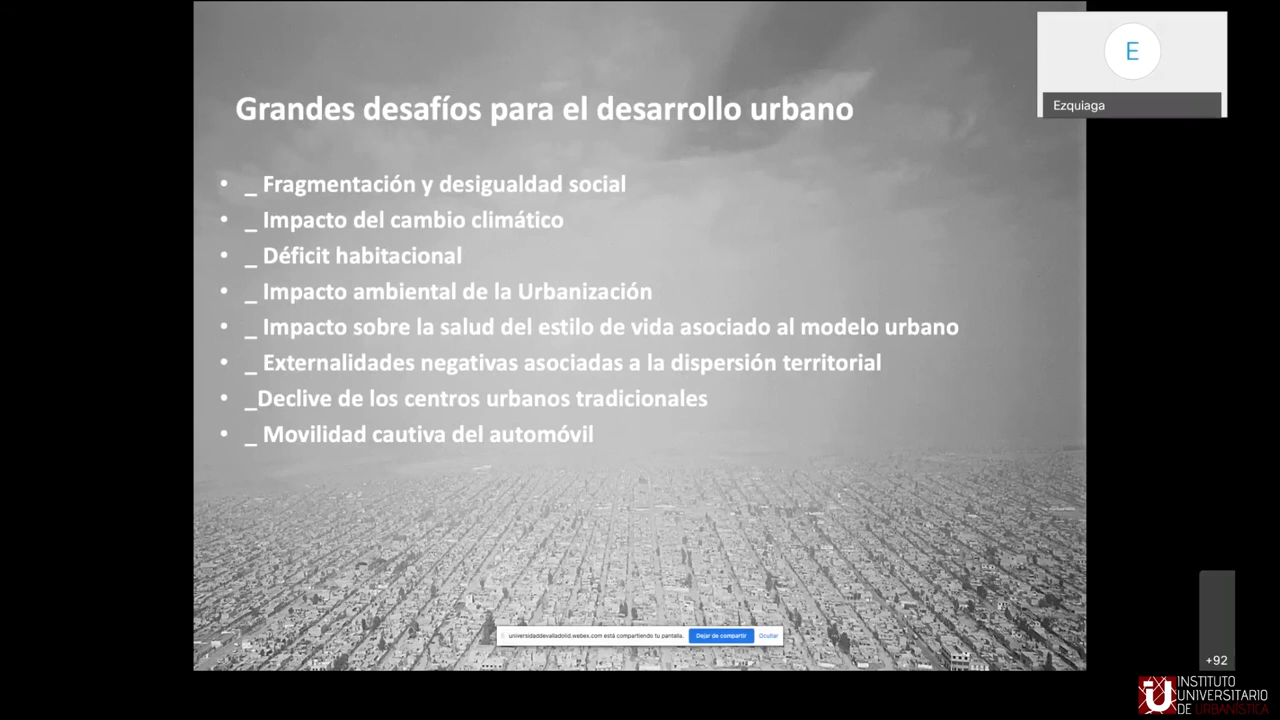 E
Ezquiaga
Grandes desafíos para el desarrollo urbano
• _ Fragmentación y desigualdad social
• _ Impacto del cambio climático
• _ Déficit habitacional
• _ Impacto ambiental de la Urbanización
• _ Impacto sobre la salud del estilo de vida asociado al modelo urbano
• _ Externalidades negativas asociadas a la dispersión territorial
• _Declive de los centros urbanos tradicionales
• _ Movilidad cautiva del automóvil
universidaddevalladolid.webex.com está compartiendo tu pantalla. Dejar de compartir Ocultar
+92
INSTITUTO
UNIVERSITARIO
DE URBANÍSTICA